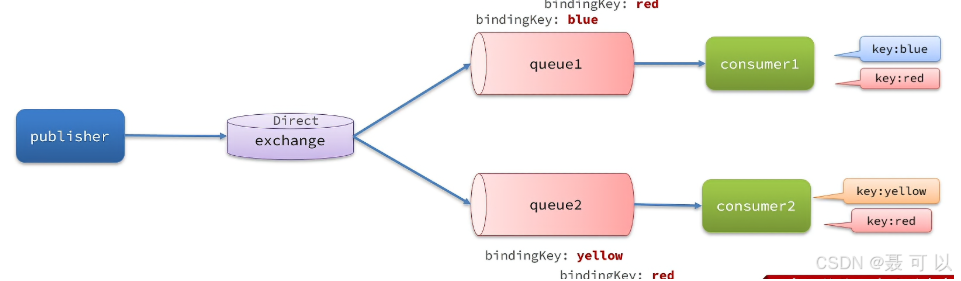 bindingKey: red
bindingKey: blue
queue1
consumer1
key:blue
key:red
publisher
Direct
exchange
queue2
consumer2
key:yellow
key:red
bindingKey: yellow
bindingKey: red
CSDN @聂 可 以